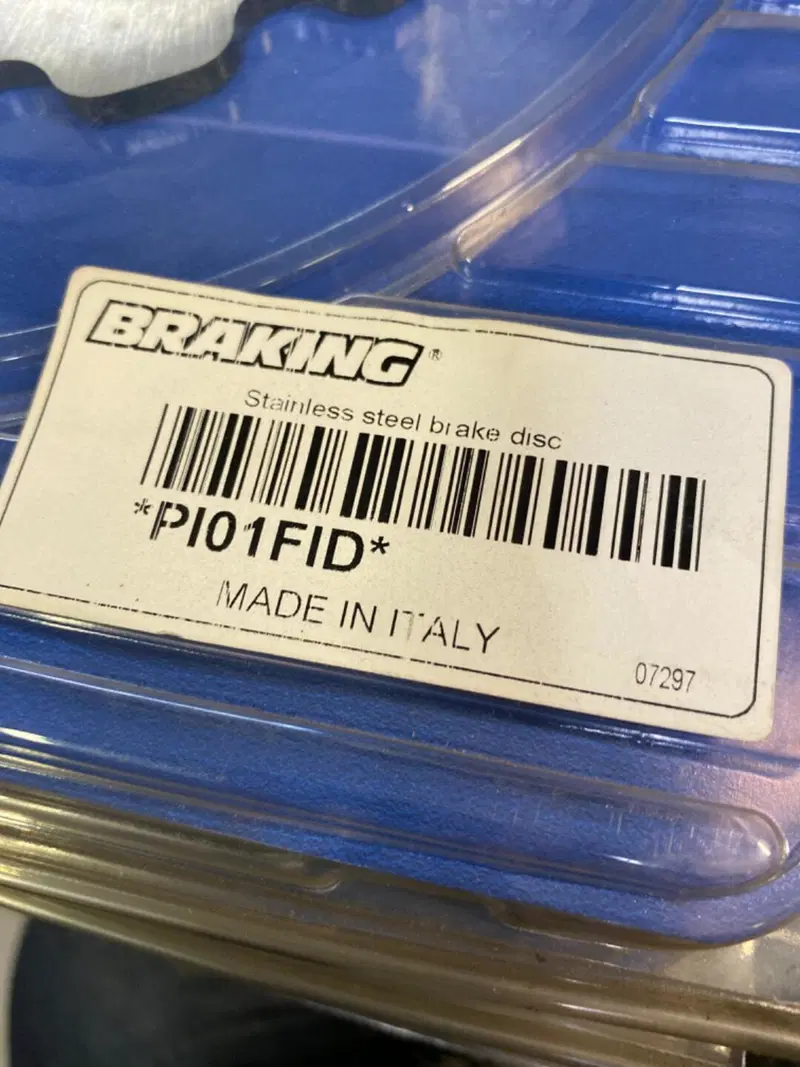 BRAKING®
Stainless steel brake disc
*PI01FID*
MADE IN ITALY
07297